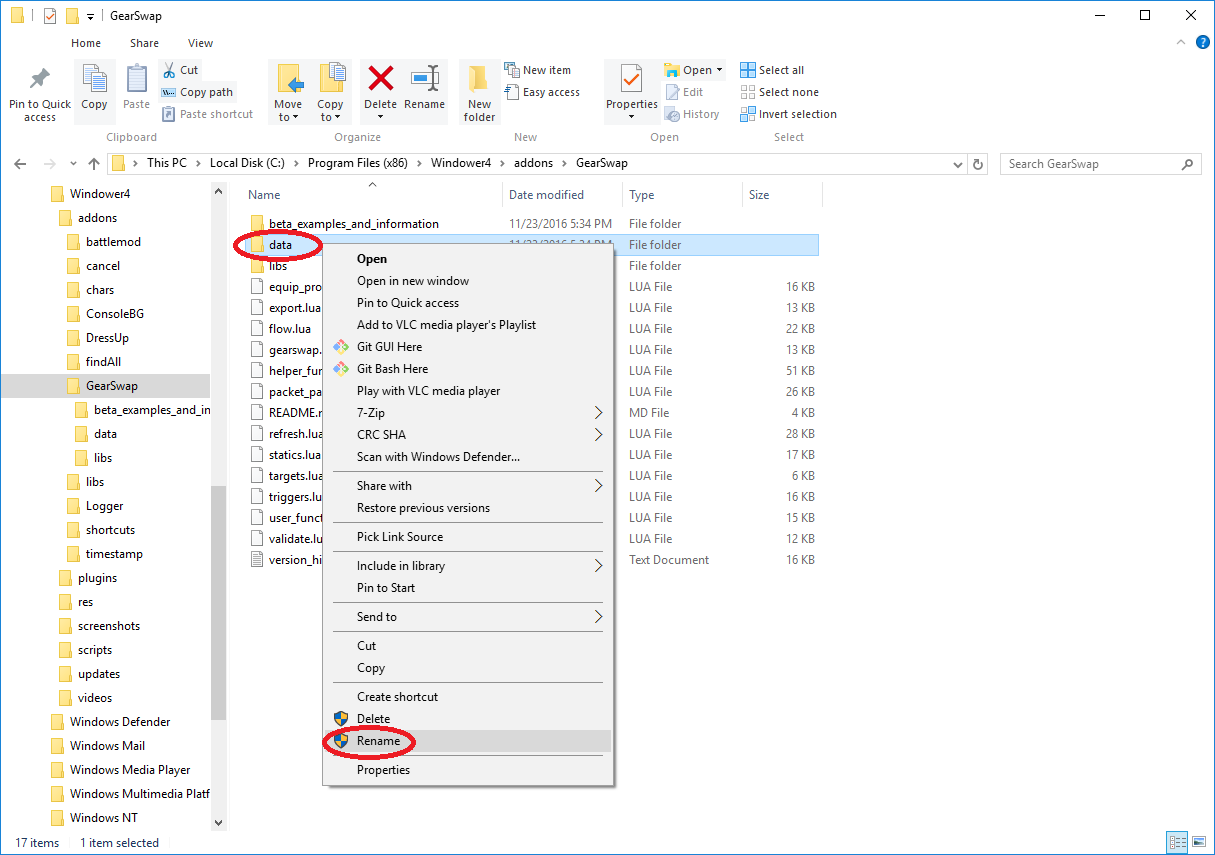 GearSwap
Home Share View
Pin to Quick access
Copy
Paste
Cut
Copy path
Paste shortcut
Clipboard
Move to
Copy to
Delete
Rename
Organize
New folder
New item
Easy access
New
Properties
Open
Edit
History
Open
Select all
Select none
Invert selection
Select
This PC > Local Disk (C:) > Program Files (x86) > Windower4 > addons > GearSwap
Search GearSwap
Windower4
addons
battlemod
cancel
chars
ConsoleBG
DressUp
findAll
GearSwap
beta_examples_and_in
data
libs
libs
Logger
shortcuts
timestamp
plugins
res
screenshots
scripts
updates
videos
Windows Defender
Windows Mail
Windows Media Player
Windows Multimedia Platf
Windows NT
Name Date modified Type Size
beta_examples_and_information 11/23/2016 5:34 PM File folder
data 11/23/2016 5:34 PM File folder
libs File folder
equip_pro LUA File 16 KB
export.lua LUA File 13 KB
flow.lua LUA File 22 KB
gearswap. LUA File 13 KB
helper_fur LUA File 51 KB
packet_pa LUA File 26 KB
README.r MD File 4 KB
refresh.lua LUA File 28 KB
statics.lua LUA File 17 KB
targets.lua LUA File 6 KB
triggers.lu LUA File 16 KB
user_funct LUA File 15 KB
validate.lu LUA File 12 KB
version_hi Text Document 16 KB
Open
Open in new window
Pin to Quick access
Add to VLC media player's Playlist
Git GUI Here
Git Bash Here
Play with VLC media player
7-Zip
CRC SHA
Scan with Windows Defender...
Share with
Restore previous versions
Pick Link Source
Include in library
Pin to Start
Send to
Cut
Copy
Create shortcut
Delete
Rename
Properties
17 items 1 item selected